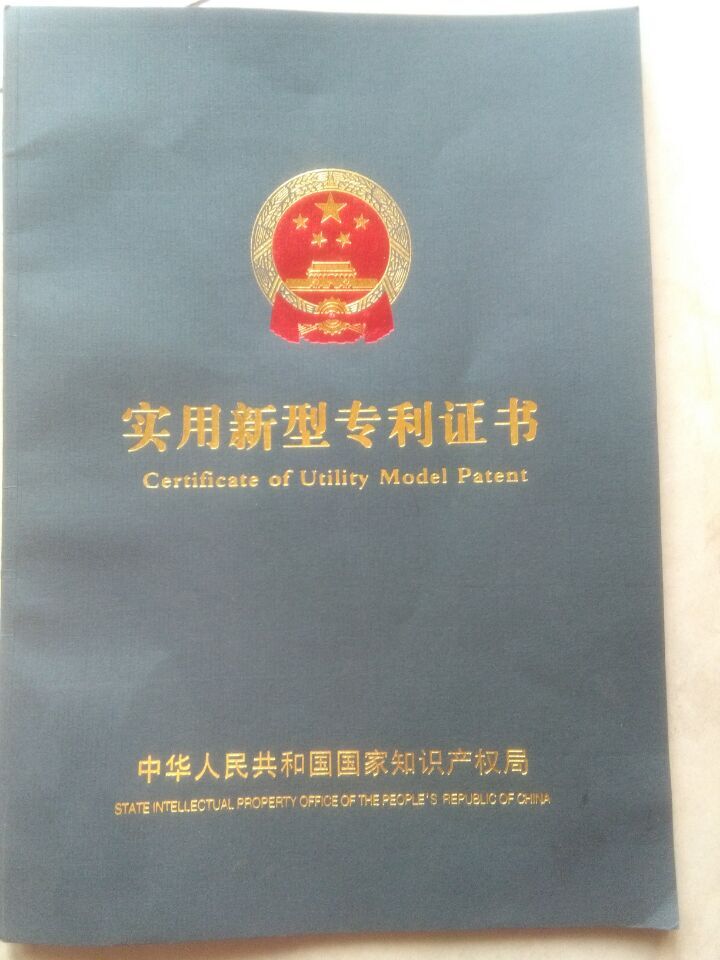 实用新型专利证书
Certificate of Utility Model Patent
中华人民共和国国家知识产权局
STATE INTELLECTUAL PROPERTY OFFICE OF THE PEOPLE'S REPUBLIC OF CHINA